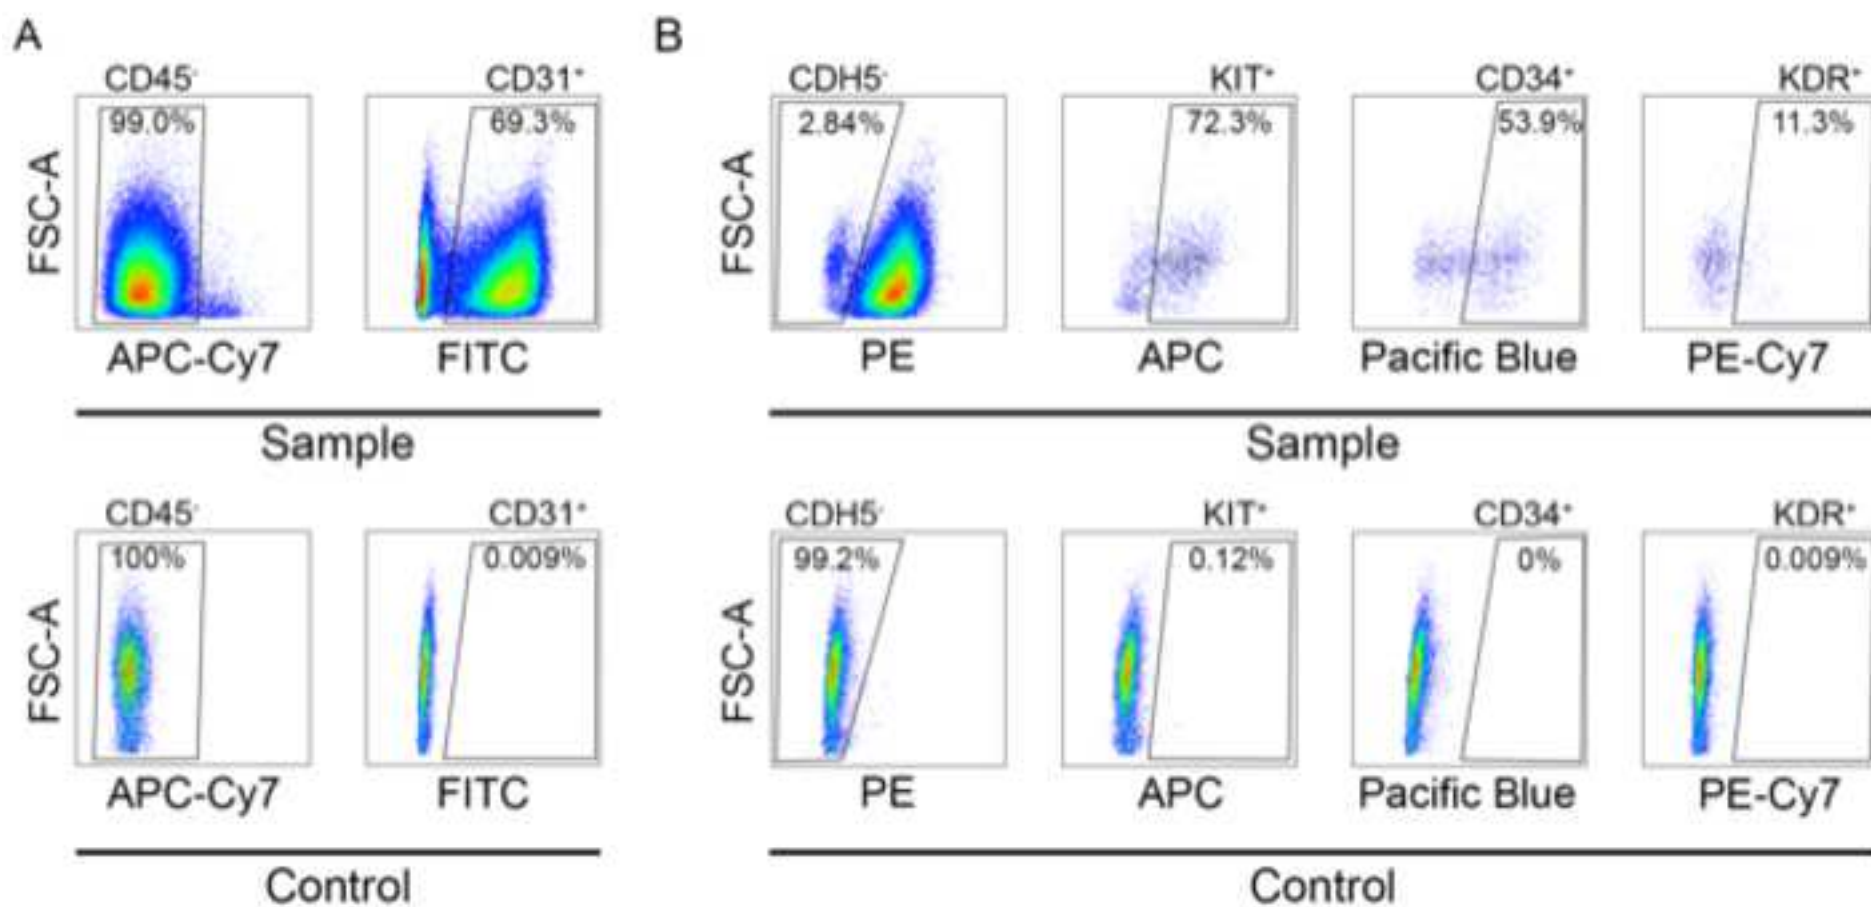 A B
CD45- CD31+ CDH5- KIT+ CD34+ KDR+
99.0% 69.3% 2.84% 72.3% 53.9% 11.3%
FSC-A FSC-A
APC-Cy7 FITC PE APC Pacific Blue PE-Cy7
Sample Sample
CD45- CD31+ CDH5- KIT+ CD34+ KDR+
100% 0.009% 99.2% 0.12% 0% 0.009%
FSC-A FSC-A
APC-Cy7 FITC PE APC Pacific Blue PE-Cy7
Control Control